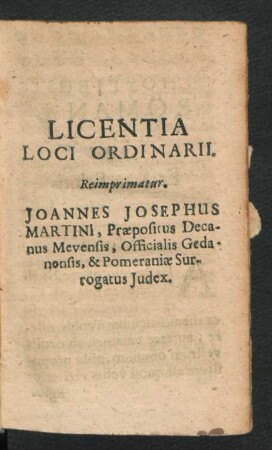 LICENTIA
LOCI ORDINARII.
Reimprimatur.
JOANNES JOSEPHUS
MARTINI, Præpositus Deca-
nus Mevensis, Officialis Geda-
nensis, & Pomeraniæ Sur-
rogatus Judex.